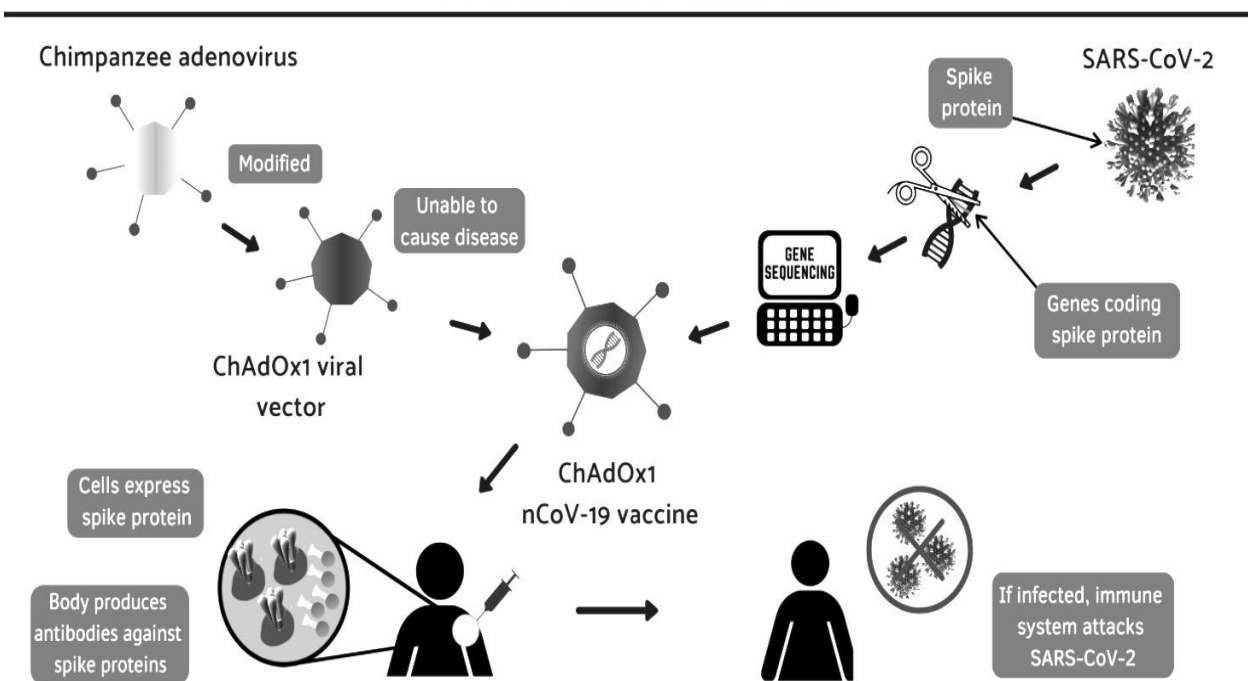 Chimpanzee adenovirus
SARS-CoV-2
Spike
protein
Modified
Unable to
cause disease
GENE
SEQUENCING
Genes coding
spike protein
ChAdOx1 viral
vector
ChAdOx1
nCoV-19 vaccine
Cells express
spike protein
Body produces
antibodies against
spike proteins
If infected, immune
system attacks
SARS-CoV-2